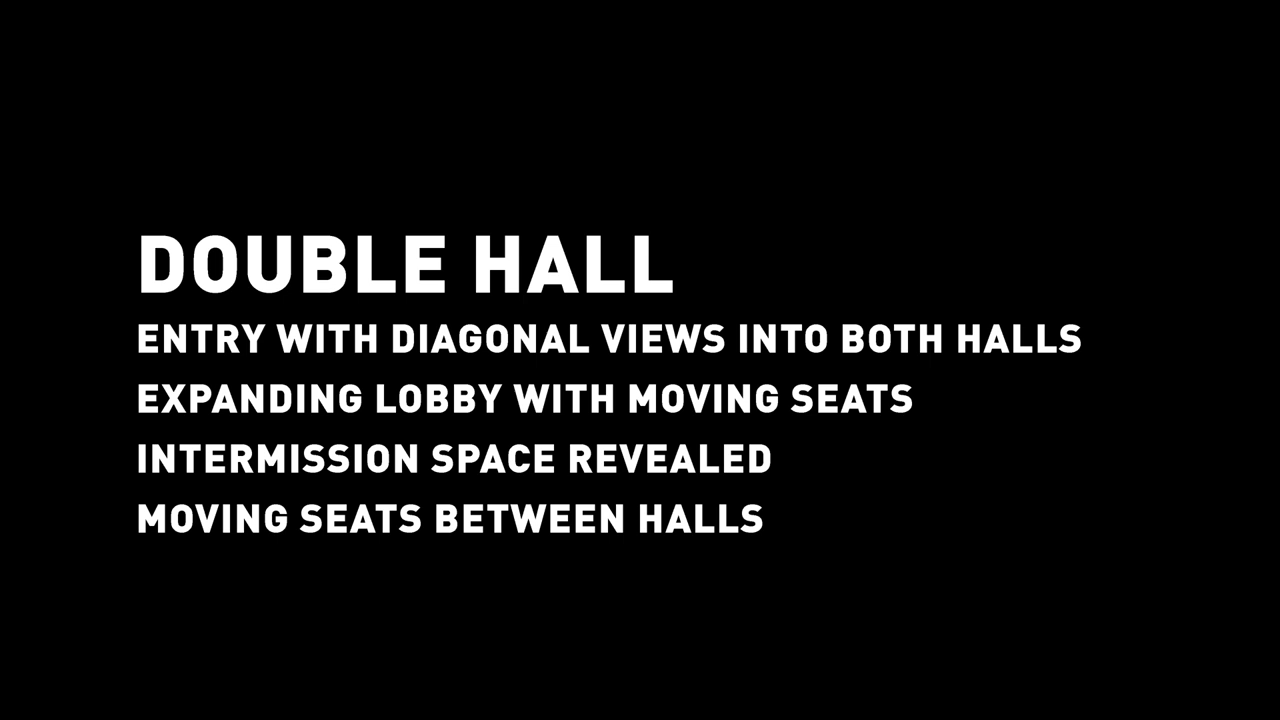 DOUBLE HALL
ENTRY WITH DIAGONAL VIEWS INTO BOTH HALLS
EXPANDING LOBBY WITH MOVING SEATS
INTERMISSION SPACE REVEALED
MOVING SEATS BETWEEN HALLS